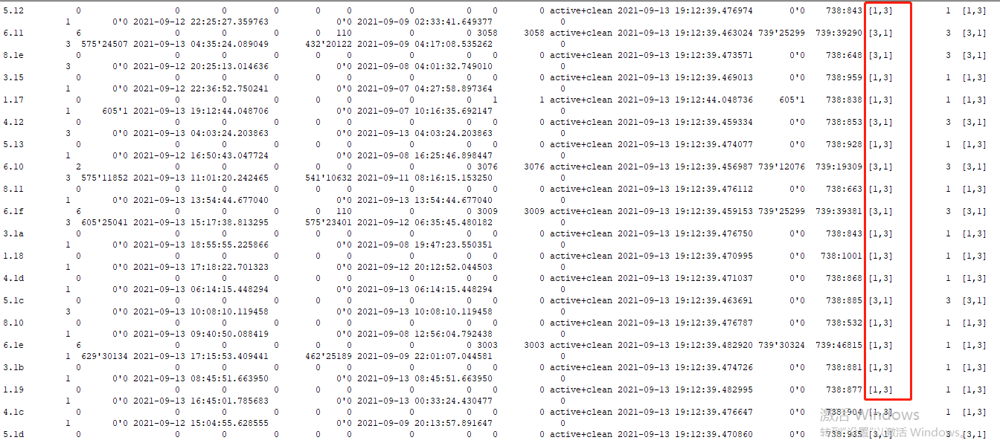 5.12 0 0 0 0 0 0 0 0 0 active+clean 2021-09-13 19:12:39.476974 0'0 738:843 [1,3] 1 [1,3]
1 0'0 2021-09-12 22:25:27.359763 0'0 2021-09-09 02:33:41.649377 0
6.11 6 0 0 0 110 0 0 3058 3058 active+clean 2021-09-13 19:12:39.463024 739'25299 739:39290 [3,1] 3 [3,1]
3 575'24507 2021-09-13 04:35:24.089049 432'20122 2021-09-09 04:17:08.535262 0
8.1e 0 0 0 0 0 0 0 0 0 active+clean 2021-09-13 19:12:39.473571 0'0 738:648 [3,1] 3 [3,1]
3 0'0 2021-09-12 20:25:13.014636 0'0 2021-09-08 04:01:32.749010 0
3.15 0 0 0 0 0 0 0 0 0 active+clean 2021-09-13 19:12:39.469013 0'0 738:959 [1,3] 1 [1,3]
1 0'0 2021-09-12 22:36:52.750241 0'0 2021-09-07 04:27:58.897364 0
1.17 0 0 0 0 0 0 0 1 1 active+clean 2021-09-13 19:12:44.048736 605'1 738:838 [1,3] 1 [1,3]
1 605'1 2021-09-13 19:12:44.048706 0'0 2021-09-07 10:16:35.692147 0
4.12 0 0 0 0 0 0 0 0 0 active+clean 2021-09-13 19:12:39.459334 0'0 738:853 [3,1] 3 [3,1]
3 0'0 2021-09-13 04:03:24.203863 0'0 2021-09-13 04:03:24.203863 0
5.13 0 0 0 0 0 0 0 0 0 active+clean 2021-09-13 19:12:39.474077 0'0 738:928 [1,3] 1 [1,3]
1 0'0 2021-09-12 16:50:43.047724 0'0 2021-09-08 16:25:46.898447 0
6.10 2 0 0 0 0 0 0 3076 3076 active+clean 2021-09-13 19:12:39.456987 739'12076 739:19309 [3,1] 3 [3,1]
3 575'11852 2021-09-13 11:01:20.242465 541'10632 2021-09-11 08:16:15.153250 0
8.11 0 0 0 0 0 0 0 0 0 active+clean 2021-09-13 19:12:39.476112 0'0 738:663 [1,3] 1 [1,3]
1 0'0 2021-09-13 13:54:44.677040 0'0 2021-09-13 13:54:44.677040 0
6.1f 6 0 0 0 110 0 0 3009 3009 active+clean 2021-09-13 19:12:39.459153 739'25299 739:39381 [3,1] 3 [3,1]
3 605'25041 2021-09-13 15:17:38.813295 575'23401 2021-09-12 06:35:45.480182 0
3.1a 0 0 0 0 0 0 0 0 0 active+clean 2021-09-13 19:12:39.476750 0'0 738:843 [1,3] 1 [1,3]
1 0'0 2021-09-13 18:55:55.225866 0'0 2021-09-08 19:47:23.550351 0
1.18 0 0 0 0 0 0 0 0 0 active+clean 2021-09-13 19:12:39.470995 0'0 738:1001 [1,3] 1 [1,3]
1 0'0 2021-09-13 17:18:22.701323 0'0 2021-09-12 20:12:52.044503 0
4.1d 0 0 0 0 0 0 0 0 0 active+clean 2021-09-13 19:12:39.471037 0'0 738:868 [1,3] 1 [1,3]
1 0'0 2021-09-13 06:14:15.448294 0'0 2021-09-13 06:14:15.448294 0
5.1c 0 0 0 0 0 0 0 0 0 active+clean 2021-09-13 19:12:39.463691 0'0 738:885 [3,1] 3 [3,1]
3 0'0 2021-09-13 10:08:10.119458 0'0 2021-09-13 10:08:10.119458 0
8.10 0 0 0 0 0 0 0 0 0 active+clean 2021-09-13 19:12:39.476787 0'0 738:532 [1,3] 1 [1,3]
1 0'0 2021-09-13 09:40:50.088419 0'0 2021-09-08 12:56:04.792438 0
6.1e 6 0 0 0 0 0 0 3003 3003 active+clean 2021-09-13 19:12:39.482920 739'30324 739:46815 [1,3] 1 [1,3]
1 629'30134 2021-09-13 17:15:53.409441 462'25189 2021-09-09 22:01:07.044581 0
3.1b 0 0 0 0 0 0 0 0 0 active+clean 2021-09-13 19:12:39.474726 0'0 738:881 [1,3] 1 [1,3]
1 0'0 2021-09-13 08:45:51.663950 0'0 2021-09-13 08:45:51.663950 0
1.19 0 0 0 0 0 0 0 0 0 active+clean 2021-09-13 19:12:39.482995 0'0 738:877 [1,3] 1 [1,3]
1 0'0 2021-09-13 16:45:01.785683 0'0 2021-09-13 00:33:24.430477 0
4.1c 0 0 0 0 0 0 0 0 0 active+clean 2021-09-13 19:12:39.476647 0'0 738:904 [1,3] 1 [1,3]
激活 Windows
1 0'0 2021-09-12 15:04:55.628555 0'0 2021-09-09 20:13:57.891647 0
5.1d 0 0 0 0 0 0 0 0 0 active+clean 2021-09-13 19:12:39.470860 0'0 738:935 [3,1] 3 [3,1]
转到"设置"以激活 Windows。